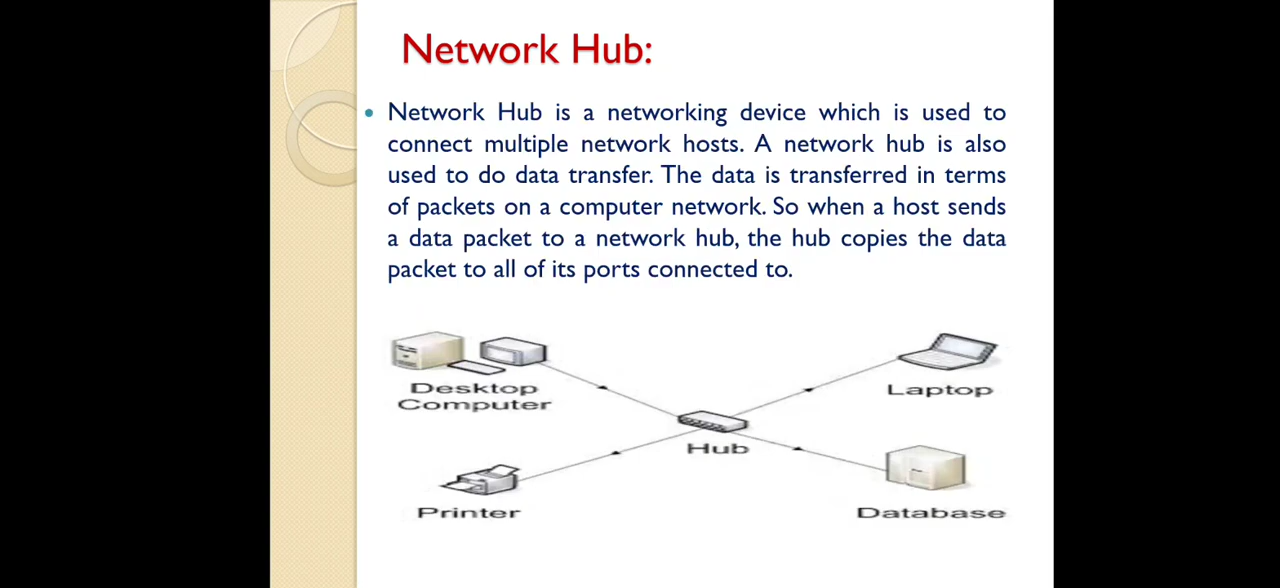 Network Hub:
• Network Hub is a networking device which is used to
connect multiple network hosts. A network hub is also
used to do data transfer. The data is transferred in terms
of packets on a computer network. So when a host sends
a data packet to a network hub, the hub copies the data
packet to all of its ports connected to.
Desktop
Computer
Laptop
Hub
Printer
Database